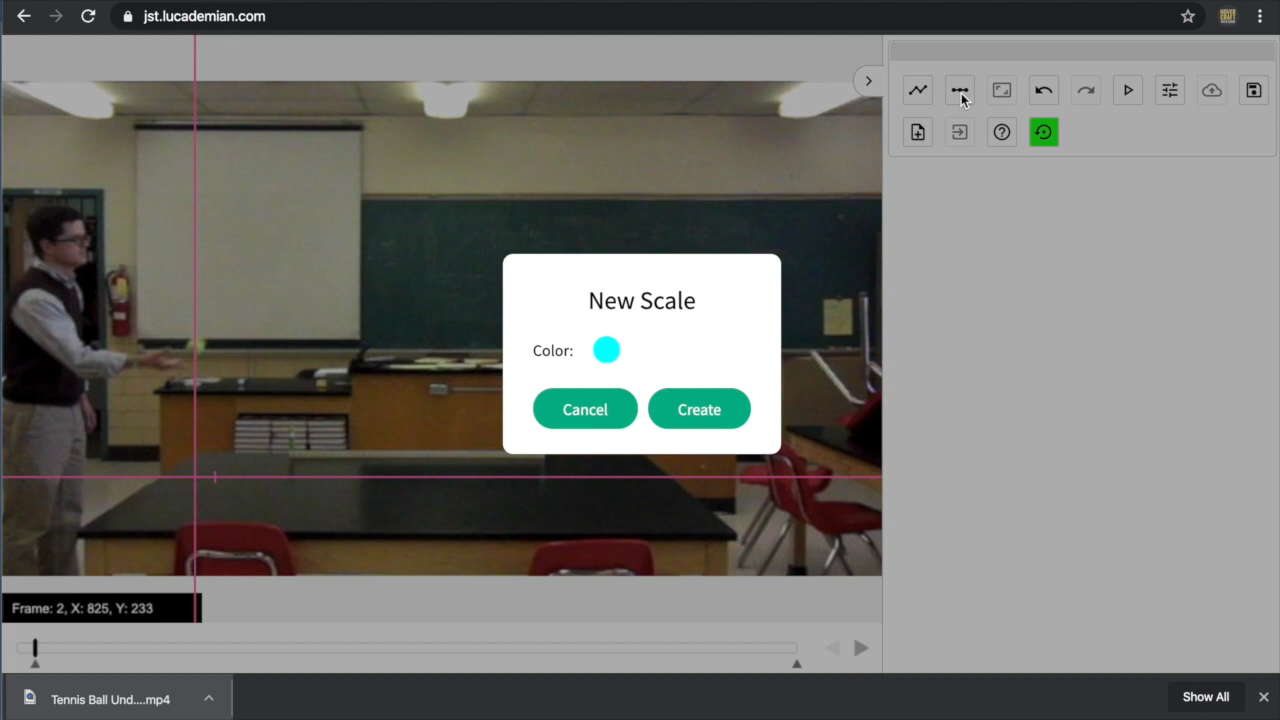 jst.lucademian.com
New Scale
Color:
Cancel
Create
Frame: 2, X: 825, Y: 233
Tennis Ball Und....mp4
Show All